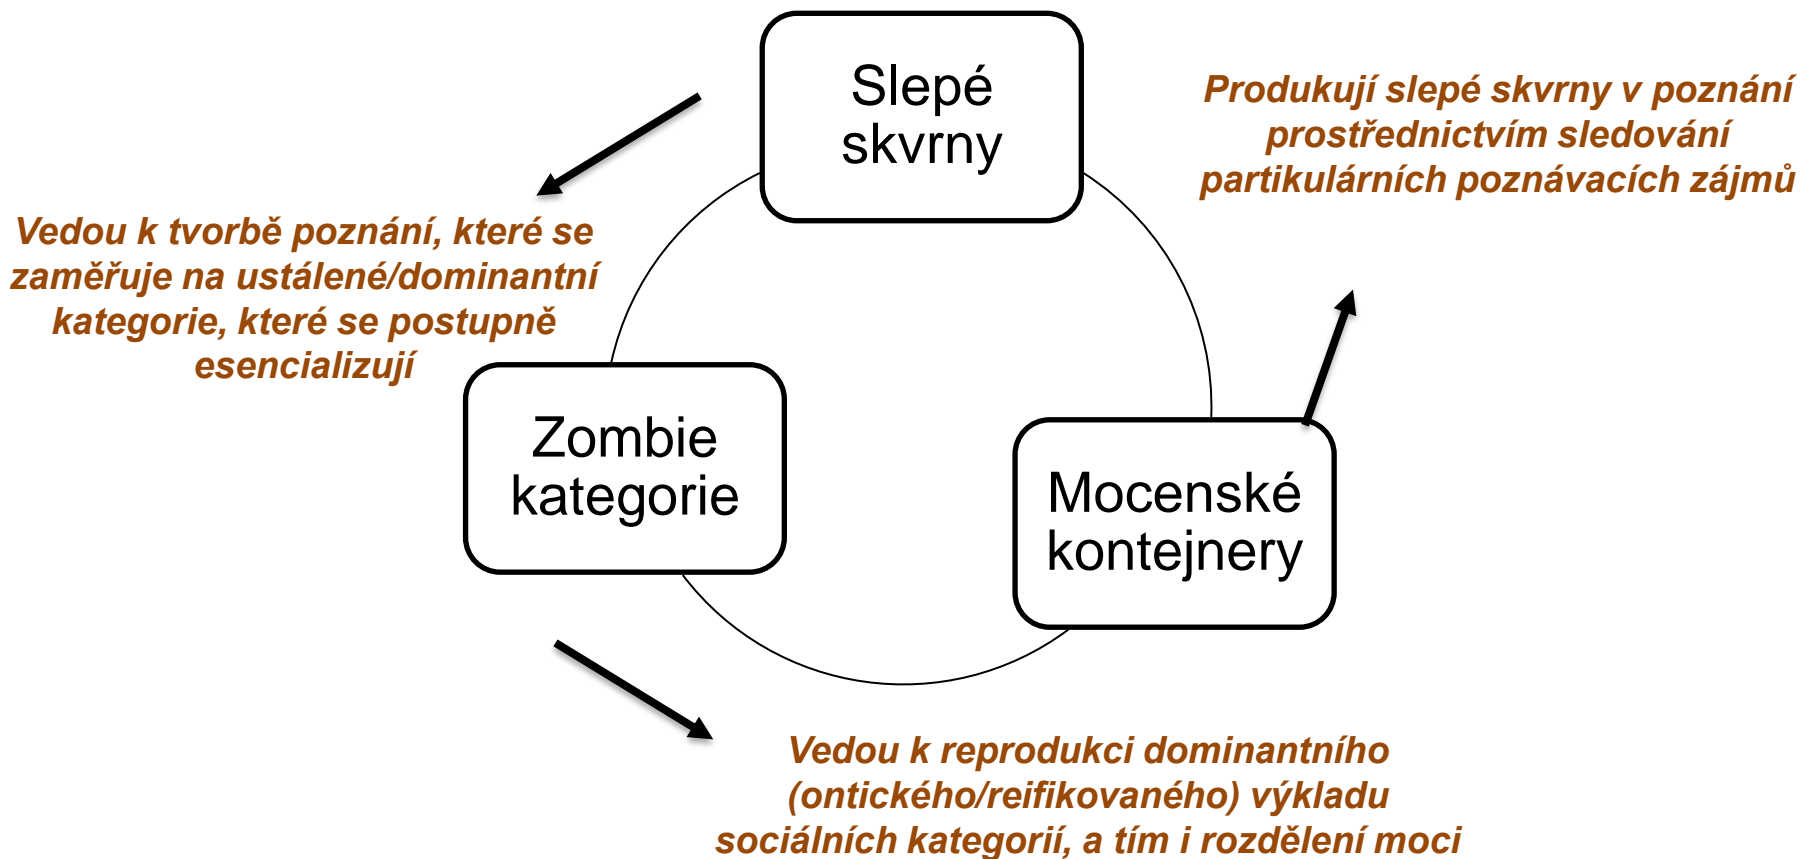 Slepé
skvrny
Produkují slepé skvrny v poznání
prostřednictvím sledování
partikulárních poznávacích zájmů
Vedou k tvorbě poznání, které se
zaměřuje na ustálené/dominantní
kategorie, které se postupně
esencializují
Zombie
kategorie
Mocenské
kontejnery
Vedou k reprodukci dominantního
(ontického/reifikovaného) výkladu
sociálních kategorií, a tím i rozdělení moci